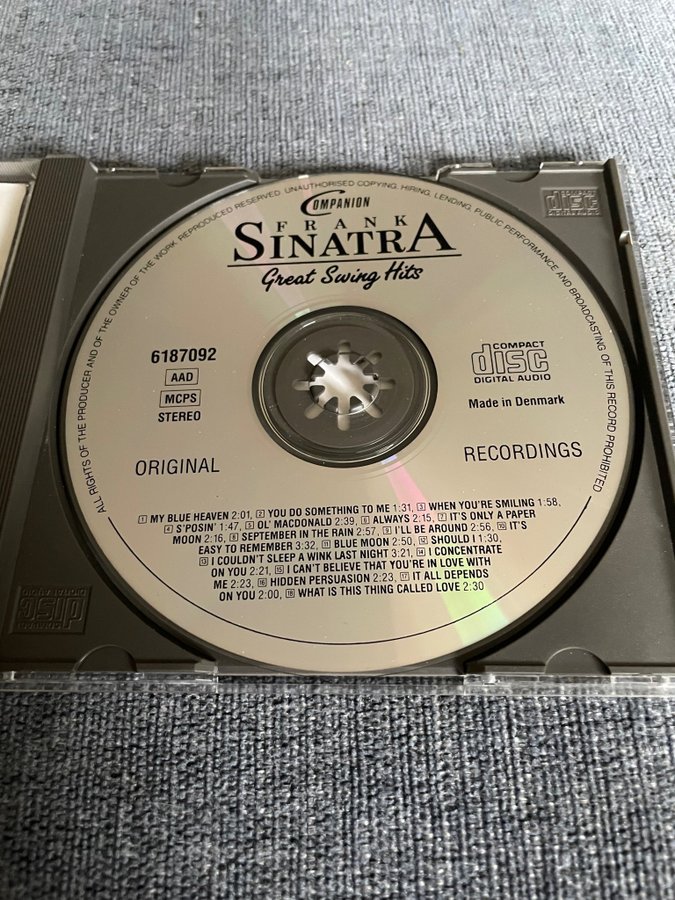 ALL RIGHTS OF THE PRODUCER AND OF THE OWNER OF THE WORK REPRODUCED RESERVED. UNAUTHORISED COPYING, HIRING, LENDING, PUBLIC PERFORMANCE AND BROADCASTING OF THIS RECORD PROHIBITED
COMPANION
FRANK
SINATRA
Great Swing Hits
COMPACT
disc
DIGITAL AUDIO
6187092
AAD
MCPS
STEREO
COMPACT
disc
DIGITAL AUDIO
Made in Denmark
ORIGINAL RECORDINGS
1 MY BLUE HEAVEN 2:01, 2 YOU DO SOMETHING TO ME 1:31, 3 WHEN YOU'RE SMILING 1:58,
4 S'POSIN' 1:47, 5 OL' MACDONALD 2:39, 6 ALWAYS 2:15, 7 IT'S ONLY A PAPER
MOON 2:16, 8 SEPTEMBER IN THE RAIN 2:57, 9 I'LL BE AROUND 2:56, 10 IT'S
EASY TO REMEMBER 3:32, 11 BLUE MOON 2:50, 12 SHOULD I 1:30,
13 I COULDN'T SLEEP A WINK LAST NIGHT 3:21, 14 I CONCENTRATE
ON YOU 2:21, 15 I CAN'T BELIEVE THAT YOU'RE IN LOVE WITH
ME 2:23, 16 HIDDEN PERSUASION 2:23, 17 IT ALL DEPENDS
ON YOU 2:00, 18 WHAT IS THIS THING CALLED LOVE 2:30
COMPACT
disc
DIGITAL AUDIO